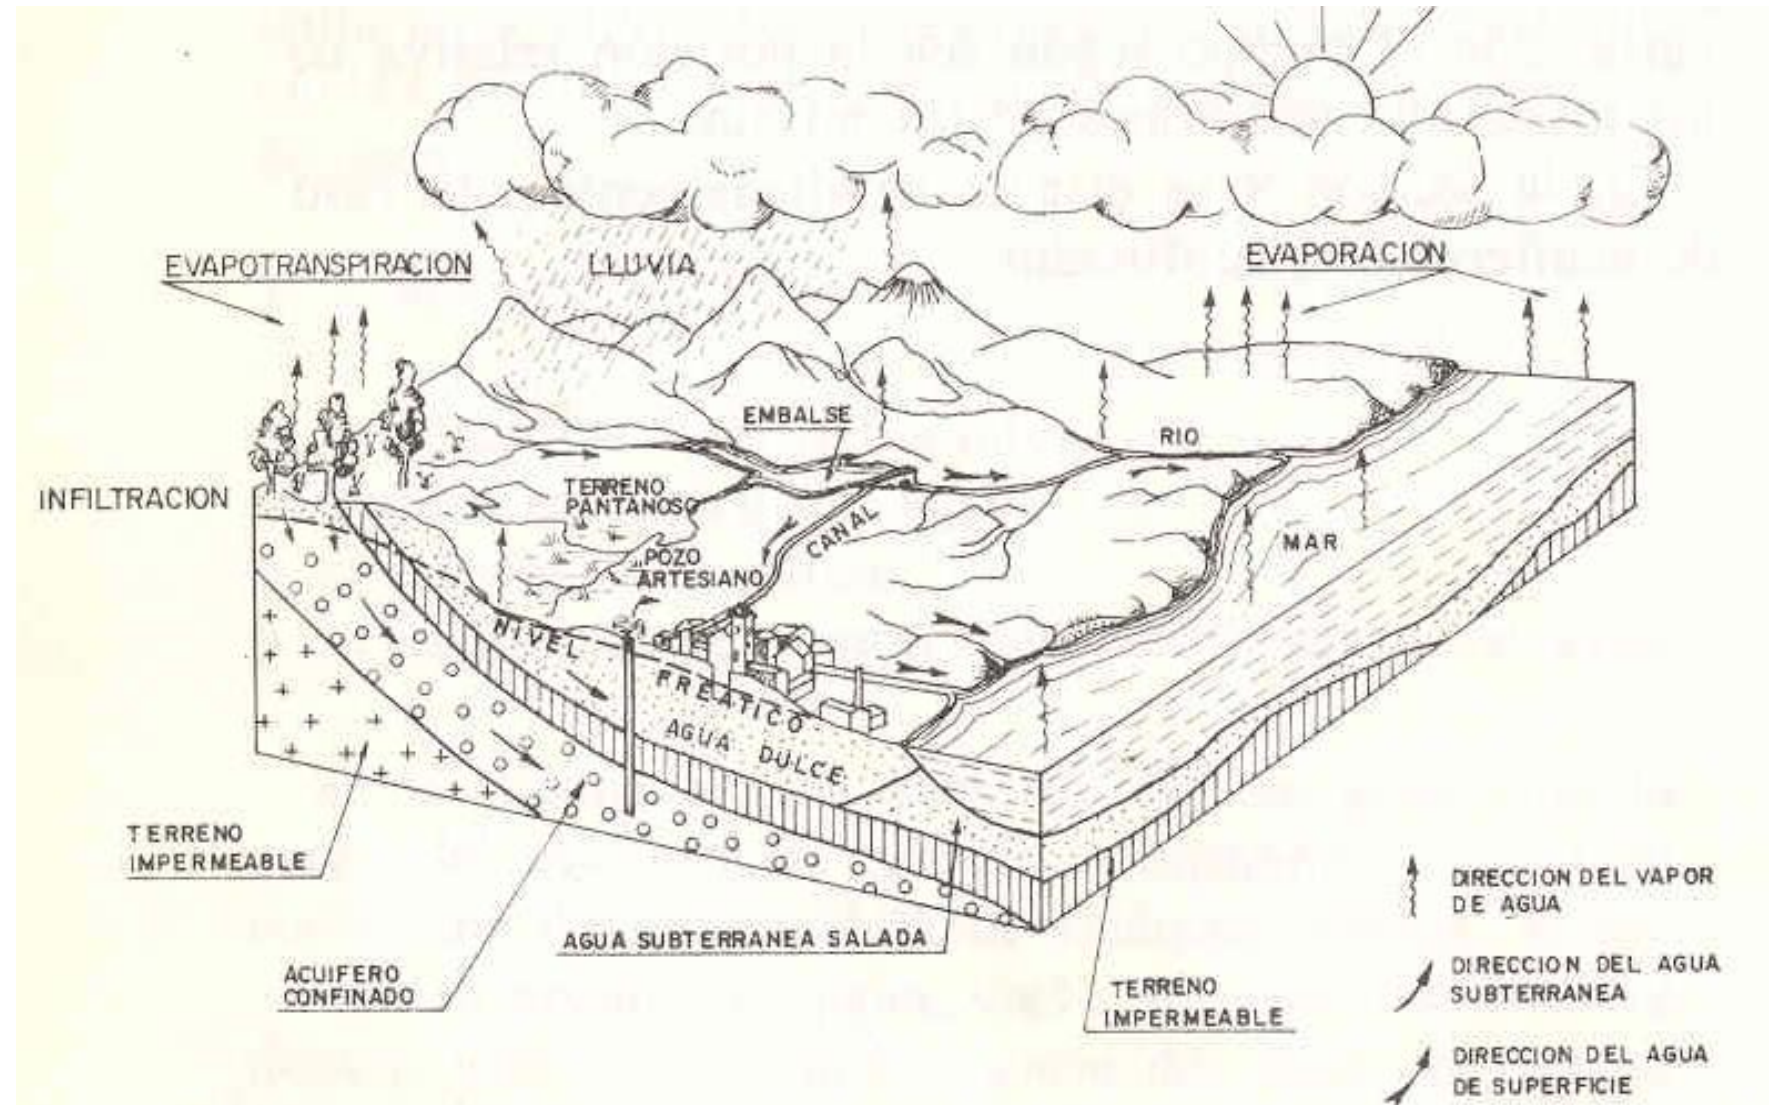 EVAPOTRANSPIRACION
LLUVIA
EVAPORACION
EMBALSE
RIO
INFILTRACION
TERRENO
PANTANOSO
CANAL
MAR
POZO
ARTESIANO
NIVEL
FREATICO
AGUA DULCE
TERRENO
IMPERMEABLE
ACUIFERO
CONFINADO
AGUA SUBTERRANEA SALADA
TERRENO
IMPERMEABLE
DIRECCION DEL VAPOR
DE AGUA
DIRECCION DEL AGUA
SUBTERRANEA
DIRECCION DEL AGUA
DE SUPERFICIE